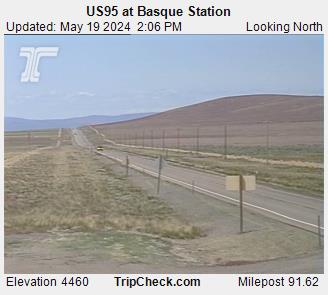 US95 at Basque Station
Updated: May 19 2024 2:06 PM Looking North
Elevation 4460 TripCheck.com Milepost 91.62